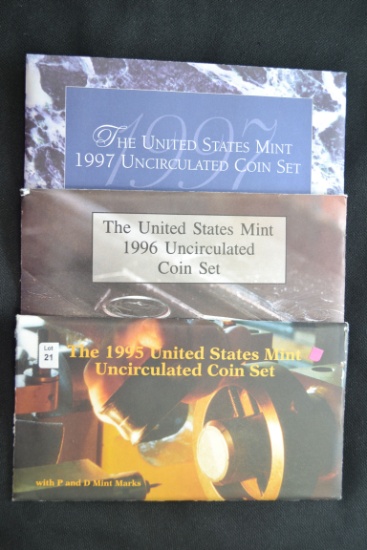 1997
The United States Mint
1997 Uncirculated Coin Set
The United States Mint
1996 Uncirculated
Coin Set
Lot
21
The 1995 United States Mint
Uncirculated Coin Set
with P and D Mint Marks